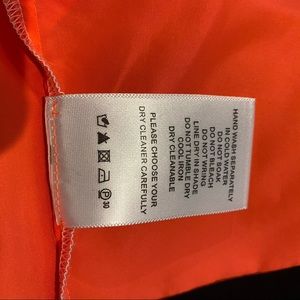 HAND WASH SEPARATELY
IN COLD WATER
DO NOT SOAK
DO NOT BLEACH
DO NOT WRING
LINE DRY IN SHADE
DO NOT TUMBLE DRY
COOL IRON
DRY CLEANABLE
PLEASE CHOOSE YOUR
DRY CLEANER CAREFULLY
P 30